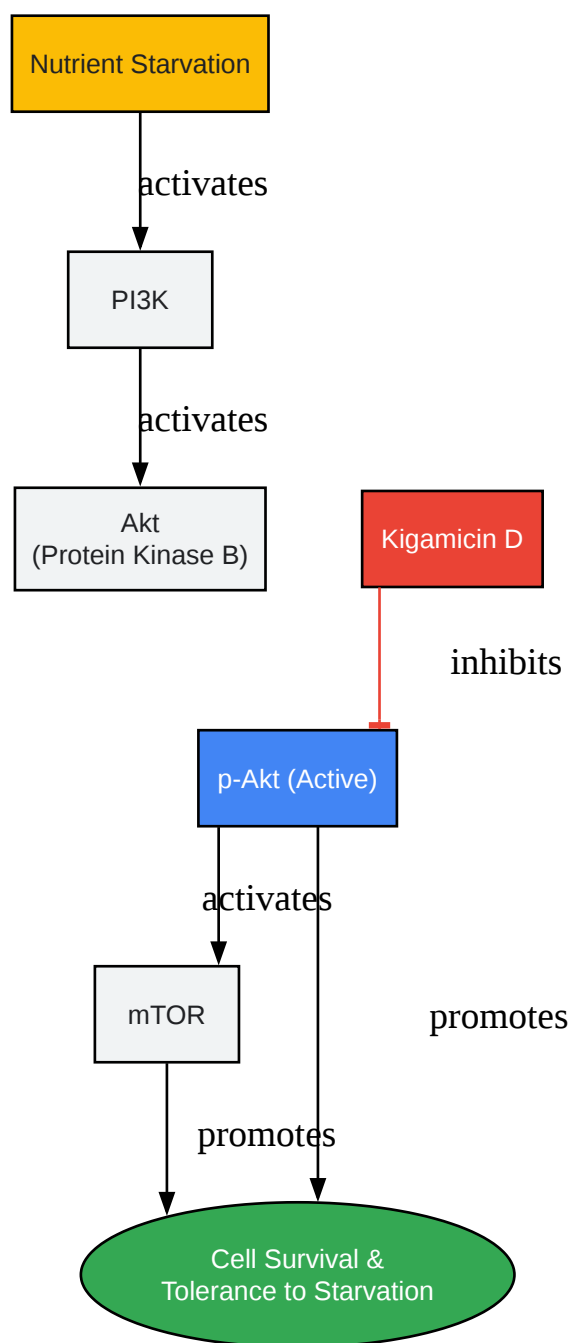 Nutrient Starvation
activates
PI3K
activates
Akt
(Protein Kinase B)
Kigamicin D
inhibits
p-Akt (Active)
activates
mTOR
promotes
promotes
Cell Survival &
Tolerance to Starvation